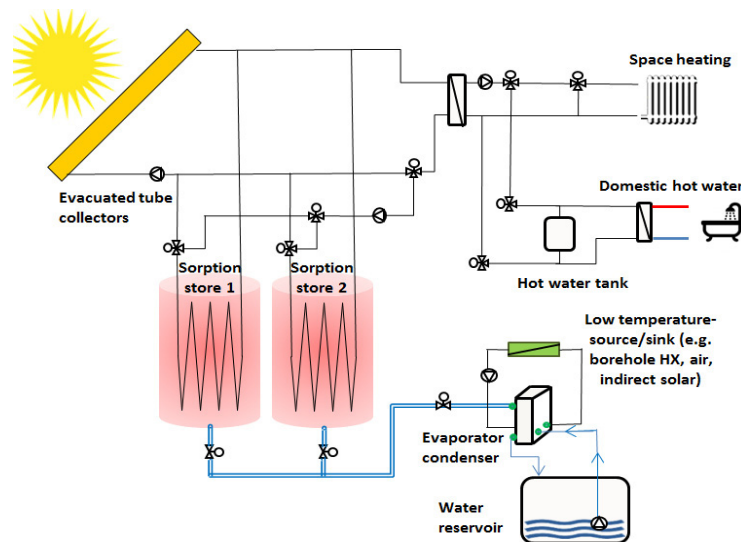 Space heating
Evacuated tube
collectors
Domestic hot water
Sorption
store 1
Sorption
store 2
Hot water tank
Low temperature-
source/sink (e.g.
borehole HX, air,
indirect solar)
Evaporator
condenser
Water
reservoir